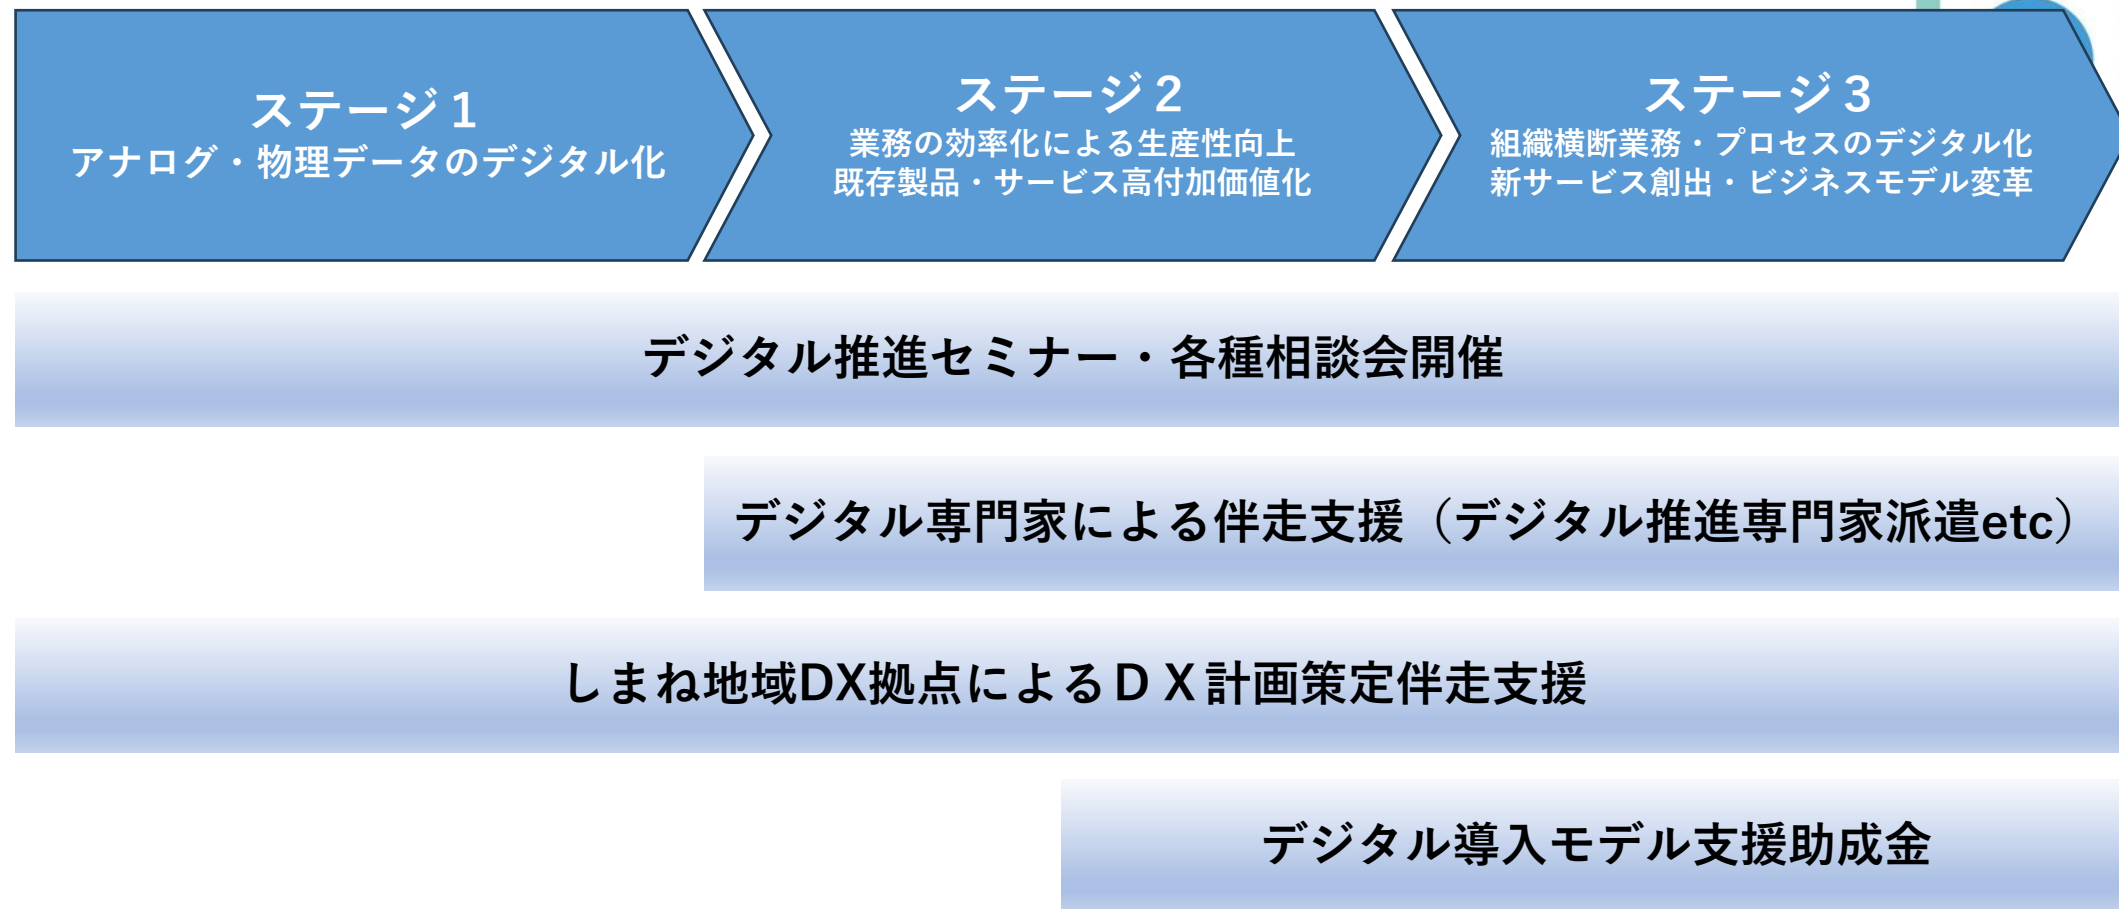 ステージ１
アナログ・物理データのデジタル化
ステージ２
業務の効率化による生産性向上
既存製品・サービス高付加価値化
ステージ３
組織横断業務・プロセスのデジタル化
新サービス創出・ビジネスモデル変革
デジタル推進セミナー・各種相談会開催
デジタル専門家による伴走支援（デジタル推進専門家派遣etc）
しまね地域DX拠点によるＤＸ計画策定伴走支援
デジタル導入モデル支援助成金